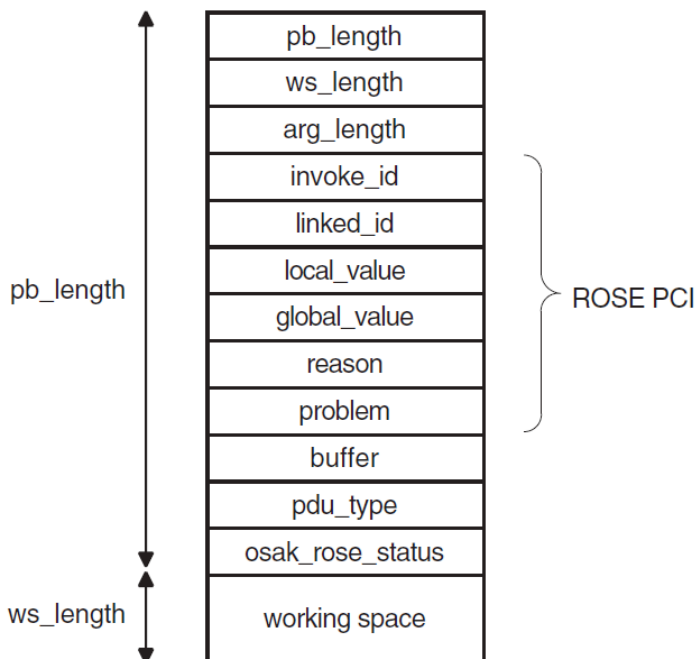 pb_length
ws_length
arg_length
invoke_id
linked_id
local_value
global_value
reason
problem
buffer
pdu_type
osak_rose_status
working space
pb_length
ws_length
ROSE PCI